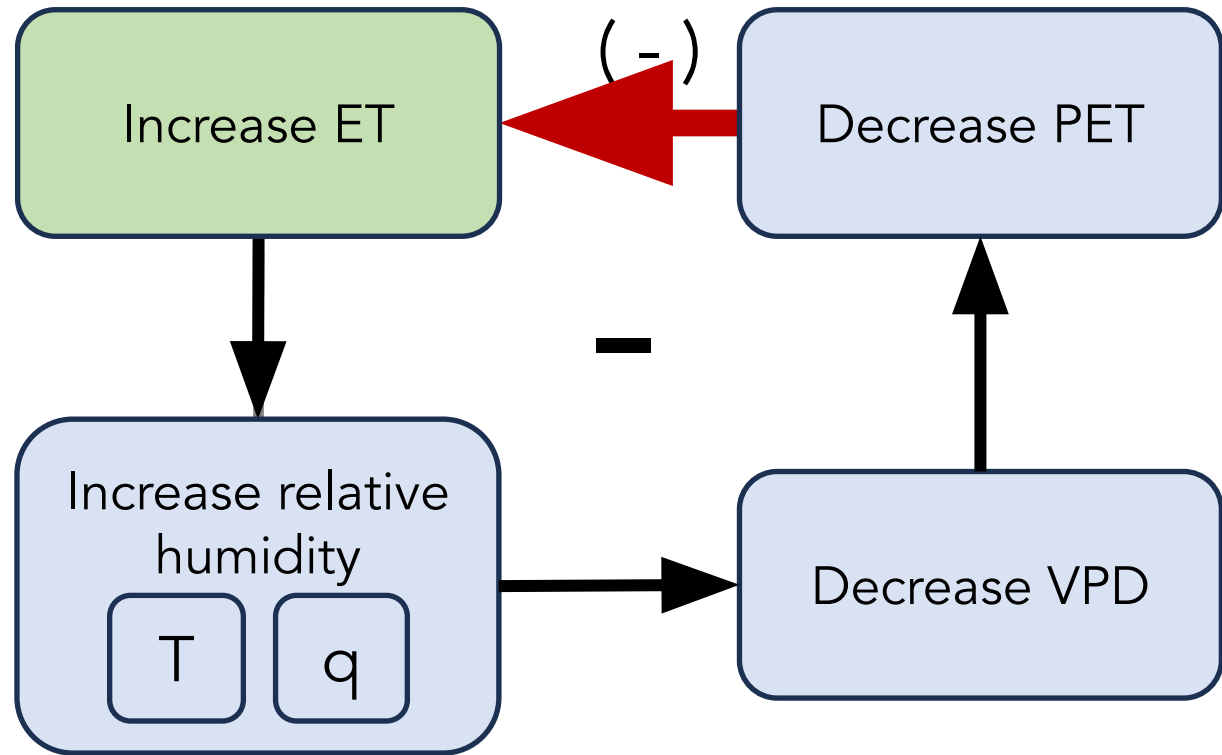 Increase ET
( - )
Decrease PET
-
Increase relative
humidity
T
q
Decrease VPD